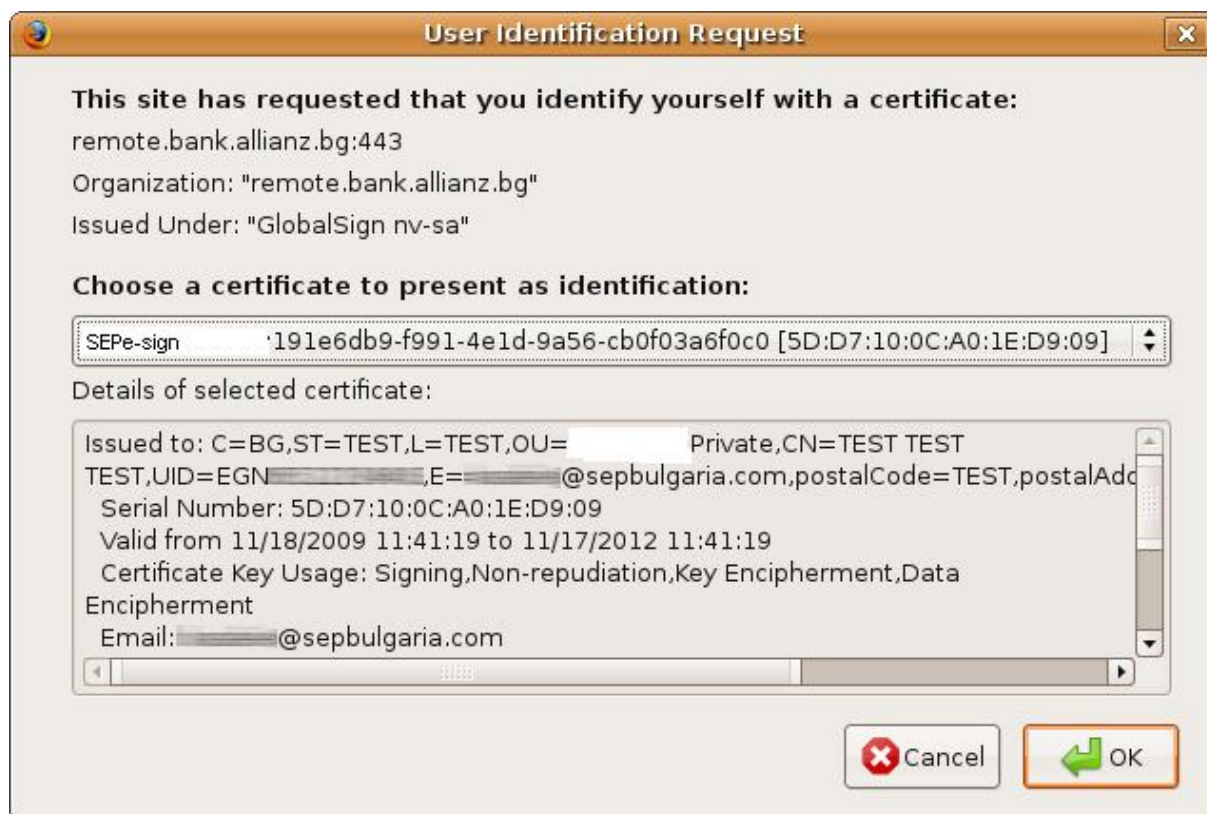 User Identification Request
This site has requested that you identify yourself with a certificate:
remote.bank.allianz.bg:443
Organization: "remote.bank.allianz.bg"
Issued Under: "GlobalSign nv-sa"
Choose a certificate to present as identification:
SEPe-sign 191e6db9-f991-4e1d-9a56-cb0f03a6f0c0 [5D:D7:10:0C:A0:1E:D9:09]
Details of selected certificate:
Issued to: C=BG,ST=TEST,L=TEST,OU= Private,CN=TEST TEST
TEST,UID=EGN ,E= @sepbulgaria.com,postalCode=TEST,postalAdd
Serial Number: 5D:D7:10:0C:A0:1E:D9:09
Valid from 11/18/2009 11:41:19 to 11/17/2012 11:41:19
Certificate Key Usage: Signing,Non-repudiation,Key Encipherment,Data
Encipherment
Email: @sepbulgaria.com
Cancel OK